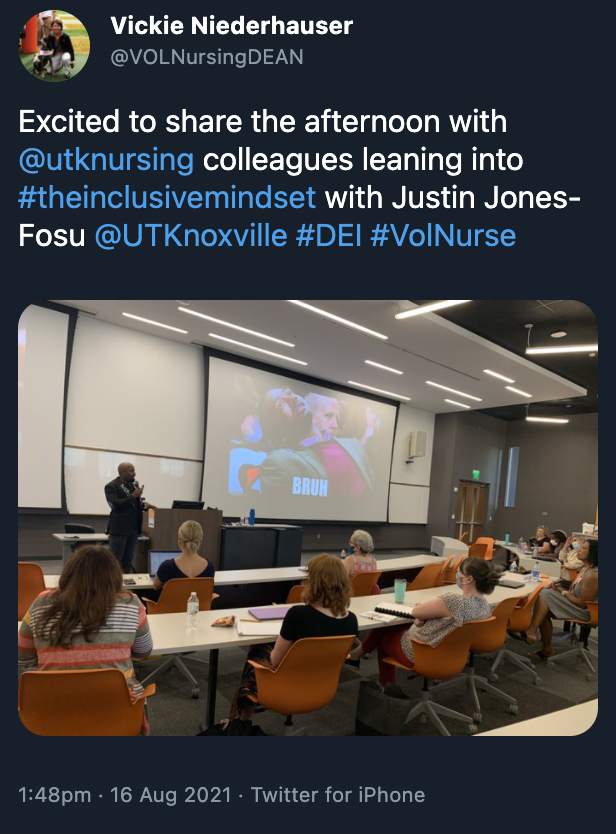 Vickie Niederhauser
@VOLNursingDEAN
Excited to share the afternoon with
@utknursing colleagues leaning into
#theinclusivemindset with Justin Jones-
Fosu @UTKnoxville #DEI #VolNurse
BRUH
1:48pm · 16 Aug 2021 · Twitter for iPhone